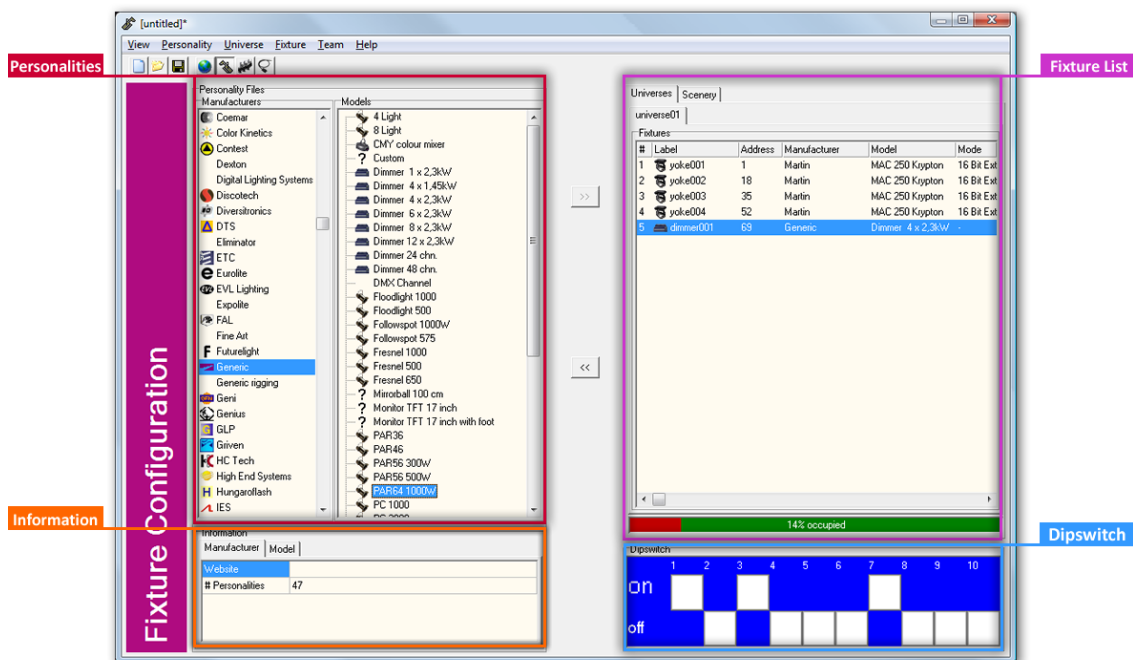 [untitled]*
View Personality Universe Fixture Team Help
Personalities
Fixture List
Fixture Configuration
Personality Files
Manufacturers
Coemar
Color Kinetics
Contest
Dexton
Digital Lighting Systems
Discotech
Diversitronics
DTS
Eliminator
ETC
Eurolite
EVL Lighting
Expolite
FAL
Fine Art
Futurelight
Generic
Generic rigging
Geni
Genius
GLP
Griven
HC Tech
High End Systems
Hungaroflash
IES
Models
4 Light
8 Light
CMY colour mixer
? Custom
Dimmer 1 x 2,3kW
Dimmer 4 x 1,45kW
Dimmer 4 x 2,3kW
Dimmer 6 x 2,3kW
Dimmer 8 x 2,3kW
Dimmer 12 x 2,3kW
Dimmer 24 chn.
Dimmer 48 chn.
DMX Channel
Floodlight 1000
Floodlight 500
Followspot 1000W
Followspot 575
Fresnel 1000
Fresnel 500
Fresnel 650
? Mirrorball 100 cm
? Monitor TFT 17 inch
? Monitor TFT 17 inch with foot
PAR36
PAR46
PAR56 300W
PAR56 500W
PAR64 1000W
PC 1000
>>
<<
Universes Scenery
universe01
Fixtures
# Label Address Manufacturer Model Mode
1 yoke001 1 Martin MAC 250 Krypton 16 Bit Ext
2 yoke002 18 Martin MAC 250 Krypton 16 Bit Ext
3 yoke003 35 Martin MAC 250 Krypton 16 Bit Ext
4 yoke004 52 Martin MAC 250 Krypton 16 Bit Ext
5 dimmer001 69 Generic Dimmer 4 x 2,3kW -
14% occupied
Information
Information
Manufacturer Model
Website
# Personalities 47
Dipswitch
Dipswitch
1 2 3 4 5 6 7 8 9 10
on
off